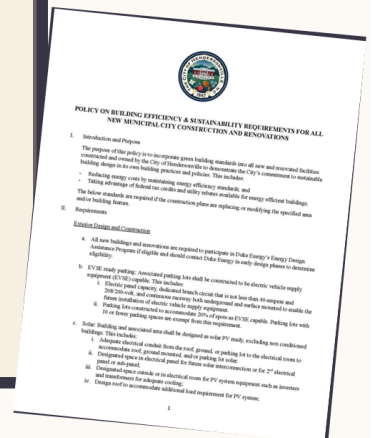 CITY OF HENDERSONVILLE
POLICY ON BUILDING EFFICIENCY & SUSTAINABILITY REQUIREMENTS FOR ALL
NEW MUNICIPAL CITY CONSTRUCTION AND RENOVATIONS
I. Introduction and Purpose
The purpose of this policy is to incorporate green building standards into all new and renovated facilities
constructed and owned by the City of Hendersonville to demonstrate the City's commitment to sustainable
building design in its own building practices and policies. This includes:
- Reducing energy costs by maintaining energy efficiency standards; and
- Taking advantage of federal tax credits and utility rebates available for energy efficient buildings.
The below standards are required if the construction plans are replacing or modifying the specified area
and/or building feature.
II. Requirements
Exterior Design and Construction
a. All new buildings and renovations are required to participate in Duke Energy's Energy Design
Assistance Program if eligible and should contact Duke Energy in early design phases to determine
eligibility.
b. EVSE ready parking: Associated parking lots shall be constructed to be electric vehicle supply
equipment (EVSE) capable. This includes:
i. Electric panel capacity, dedicated branch circuit that is not less than 40-ampere and
208/240-volt, and continuous raceway both underground and surface mounted to enable the
future installation of electric vehicle supply equipment.
ii. Parking lots constructed to accommodate 20% of spots as EVSE capable. Parking lots with
10 or fewer parking spaces are exempt from this requirement.
c. Solar: Building and associated area shall be designed as solar PV ready, excluding non conditioned
buildings. This includes:
i. Adequate electrical conduit from the roof, ground, or parking lot to the electrical room to
accommodate roof, ground mounted, and/or parking lot solar;
ii. Designated space in electrical panel for future solar interconnection or for 2nd electrical
panel or sub-panel;
iii. Designated space outside or in electrical room for PV system equipment such as inverters
and transformers for adequate cooling;
iv. Design roof to accommodate additional load requirement for PV system;
1